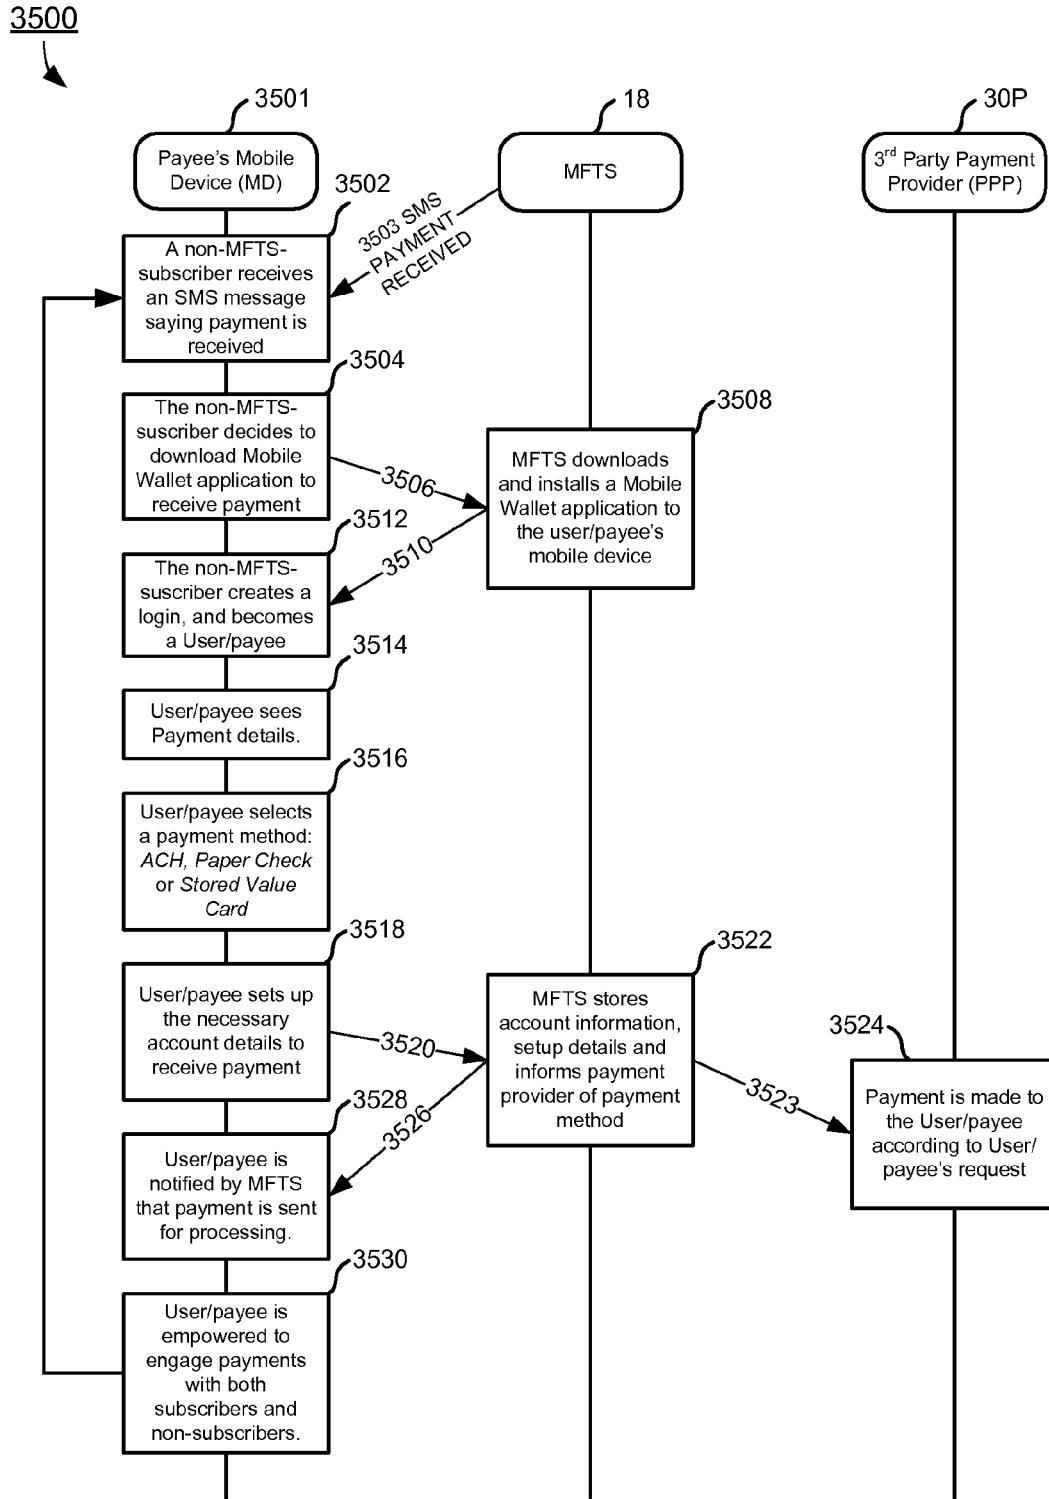 3500
3501
18
30P
Payee's Mobile
Device (MD)
MFTS
3rd Party Payment
Provider (PPP)
3502
3503 SMS
PAYMENT
RECEIVED
A non-MFTS-
subscriber receives
an SMS message
saying payment is
received
3504
The non-MFTS-
suscriber decides to
download Mobile
Wallet application to
receive payment
3506
3508
MFTS downloads
and installs a Mobile
Wallet application to
the user/payee's
mobile device
3510
3512
The non-MFTS-
suscriber creates a
login, and becomes
a User/payee
3514
User/payee sees
Payment details.
3516
User/payee selects
a payment method:
ACH, Paper Check
or Stored Value
Card
3518
User/payee sets up
the necessary
account details to
receive payment
3520
3522
MFTS stores
account information,
setup details and
informs payment
provider of payment
method
3523
3524
Payment is made to
the User/payee
according to User/
payee's request
3526
3528
User/payee is
notified by MFTS
that payment is sent
for processing.
3530
User/payee is
empowered to
engage payments
with both
subscribers and
non-subscribers.